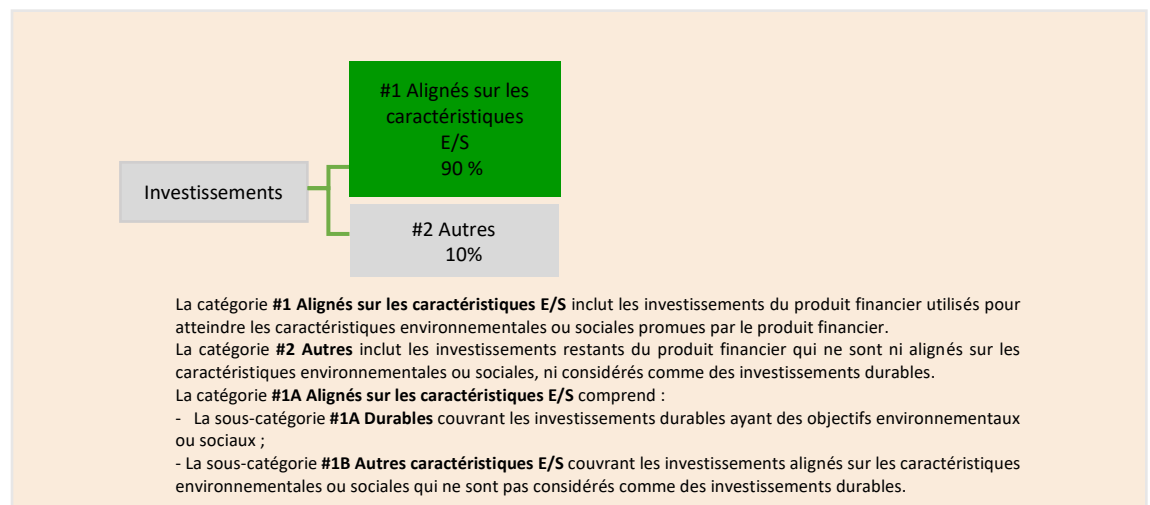 #1 Alignés sur les
caractéristiques
E/S
90 %
Investissements
#2 Autres
10%
La catégorie #1 Alignés sur les caractéristiques E/S inclut les investissements du produit financier utilisés pour
atteindre les caractéristiques environnementales ou sociales promues par le produit financier.
La catégorie #2 Autres inclut les investissements restants du produit financier qui ne sont ni alignés sur les
caractéristiques environnementales ou sociales, ni considérés comme des investissements durables.
La catégorie #1A Alignés sur les caractéristiques E/S comprend :
- La sous-catégorie #1A Durables couvrant les investissements durables ayant des objectifs environnementaux
ou sociaux ;
- La sous-catégorie #1B Autres caractéristiques E/S couvrant les investissements alignés sur les caractéristiques
environnementales ou sociales qui ne sont pas considérés comme des investissements durables.